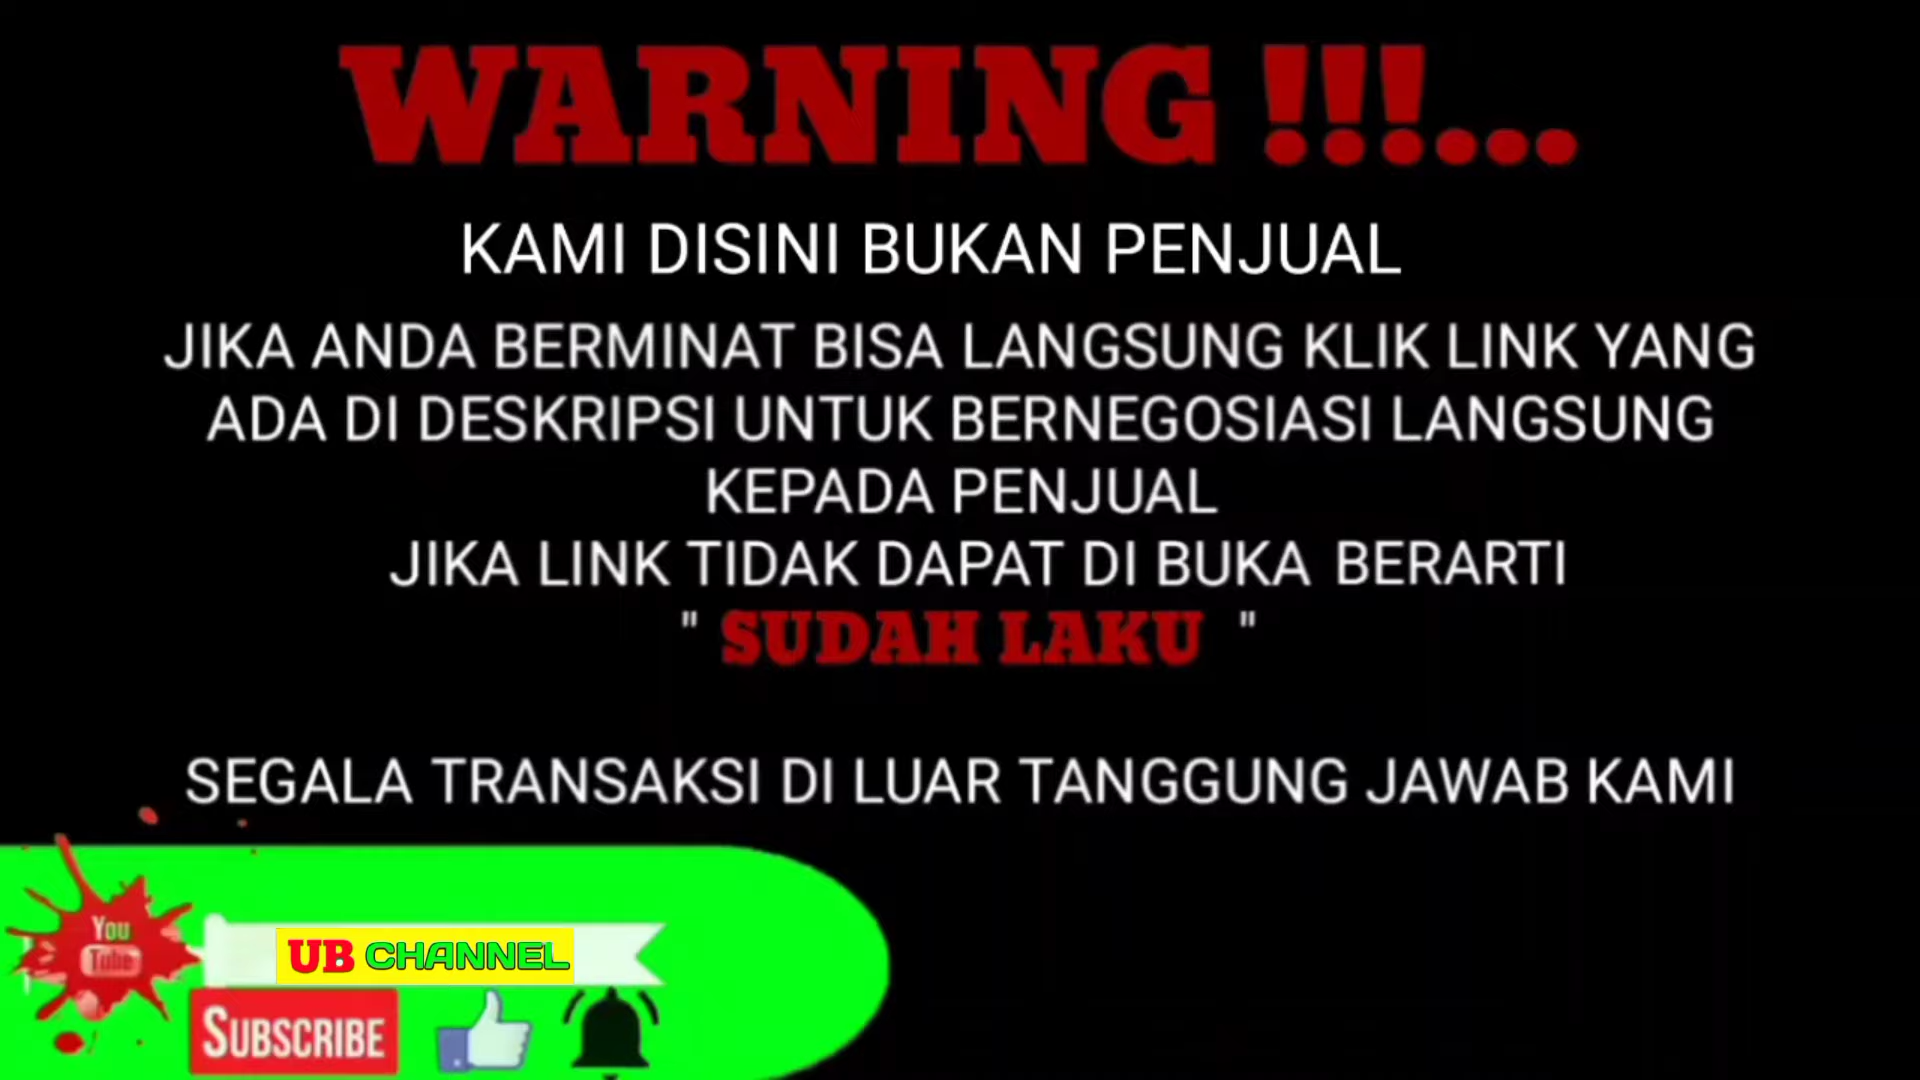 WARNING !!!...
KAMI DISINI BUKAN PENJUAL
JIKA ANDA BERMINAT BISA LANGSUNG KLIK LINK YANG
ADA DI DESKRIPSI UNTUK BERNEGOSIASI LANGSUNG
KEPADA PENJUAL
JIKA LINK TIDAK DAPAT DI BUKA BERARTI
" SUDAH LAKU "
SEGALA TRANSAKSI DI LUAR TANGGUNG JAWAB KAMI
You
Tube
UB CHANNEL
SUBSCRIBE